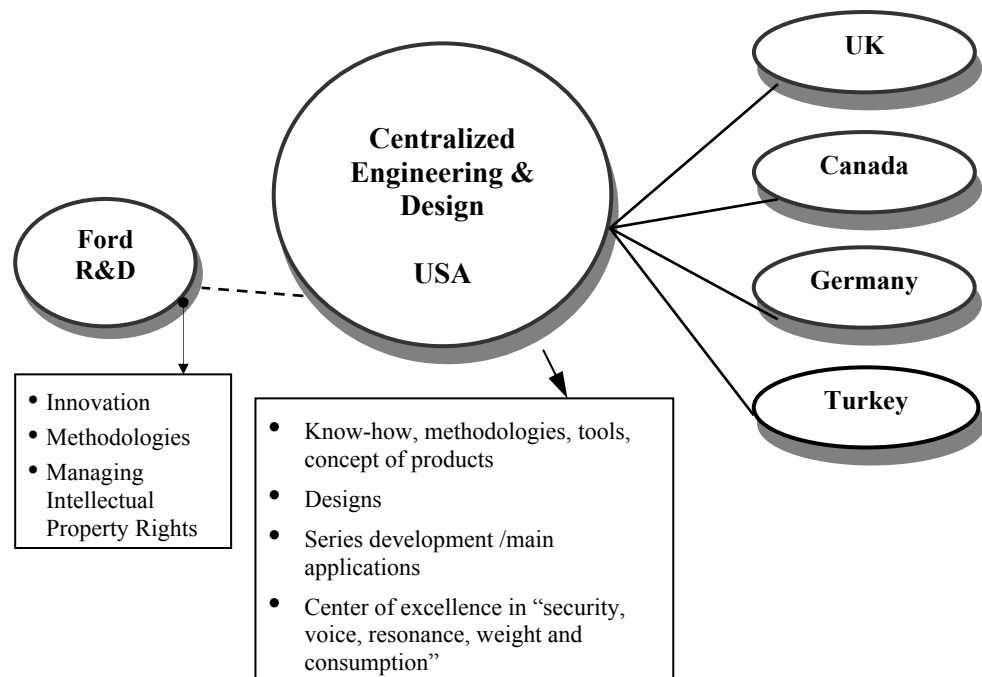 Ford
R&D
Centralized
Engineering &
Design
USA
UK
Canada
Germany
Turkey
• Innovation
• Methodologies
• Managing
Intellectual
Property Rights
• Know-how, methodologies, tools,
concept of products
• Designs
• Series development /main
applications
• Center of excellence in “security,
voice, resonance, weight and
consumption”